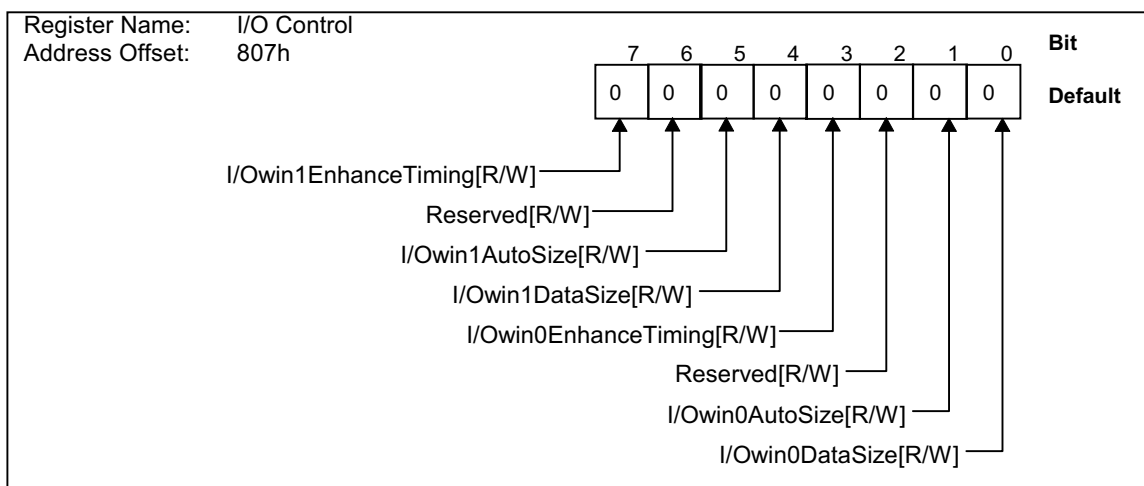 Register Name: I/O Control
Address Offset: 807h
7 6 5 4 3 2 1 0 Bit
0 0 0 0 0 0 0 0 Default
I/Owin1EnhanceTiming[R/W]
Reserved[R/W]
I/Owin1AutoSize[R/W]
I/Owin1DataSize[R/W]
I/Owin0EnhanceTiming[R/W]
Reserved[R/W]
I/Owin0AutoSize[R/W]
I/Owin0DataSize[R/W]